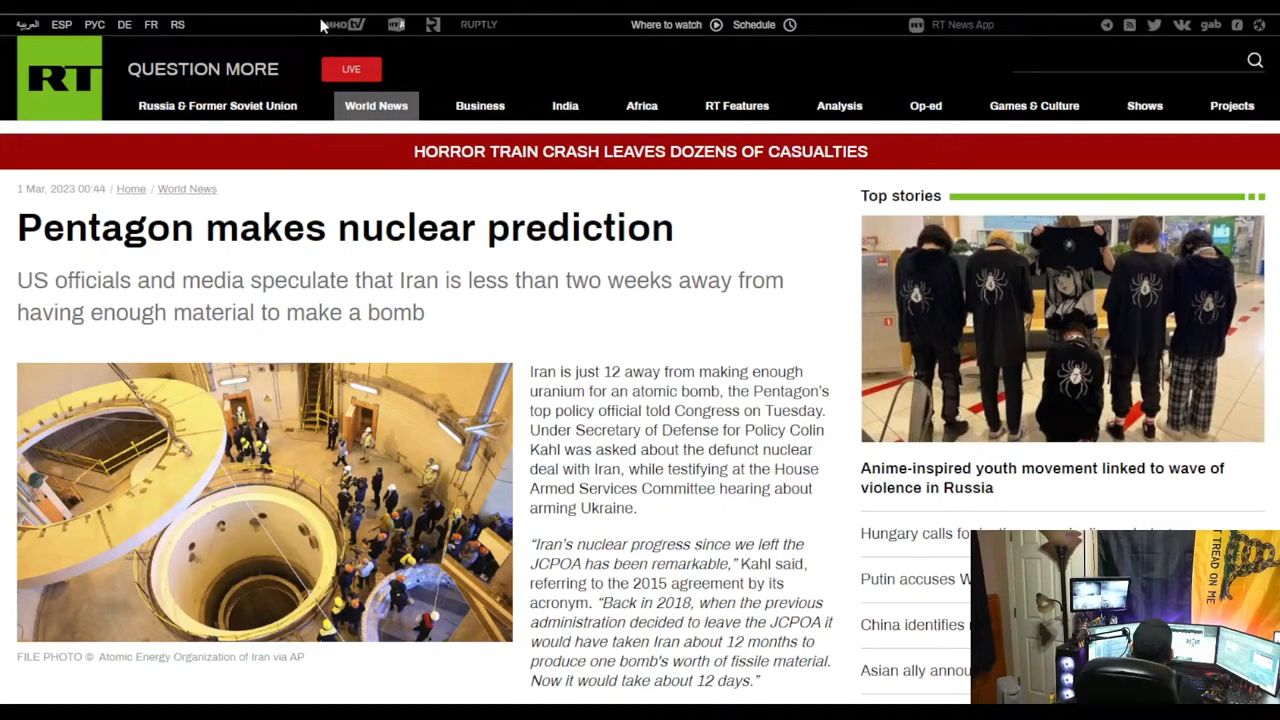 العربية ESP РУС DE FR RS
RUPTLY
Where to watch Schedule
RT News App
gab
RT QUESTION MORE LIVE
Russia & Former Soviet Union World News Business India Africa RT Features Analysis Op-ed Games & Culture Shows Projects
HORROR TRAIN CRASH LEAVES DOZENS OF CASUALTIES
1 Mar, 2023 00:44 / Home / World News
Pentagon makes nuclear prediction
US officials and media speculate that Iran is less than two weeks away from
having enough material to make a bomb
FILE PHOTO © Atomic Energy Organization of Iran via AP
Iran is just 12 away from making enough
uranium for an atomic bomb, the Pentagon's
top policy official told Congress on Tuesday.
Under Secretary of Defense for Policy Colin
Kahl was asked about the defunct nuclear
deal with Iran, while testifying at the House
Armed Services Committee hearing about
arming Ukraine.
“Iran’s nuclear progress since we left the
JCPOA has been remarkable,” Kahl said,
referring to the 2015 agreement by its
acronym. “Back in 2018, when the previous
administration decided to leave the JCPOA it
would have taken Iran about 12 months to
produce one bomb’s worth of fissile material.
Now it would take about 12 days.”
Top stories
Anime-inspired youth movement linked to wave of
violence in Russia
Hungary calls
Putin accuses
China identifies
Asian ally
T TREAD ON ME